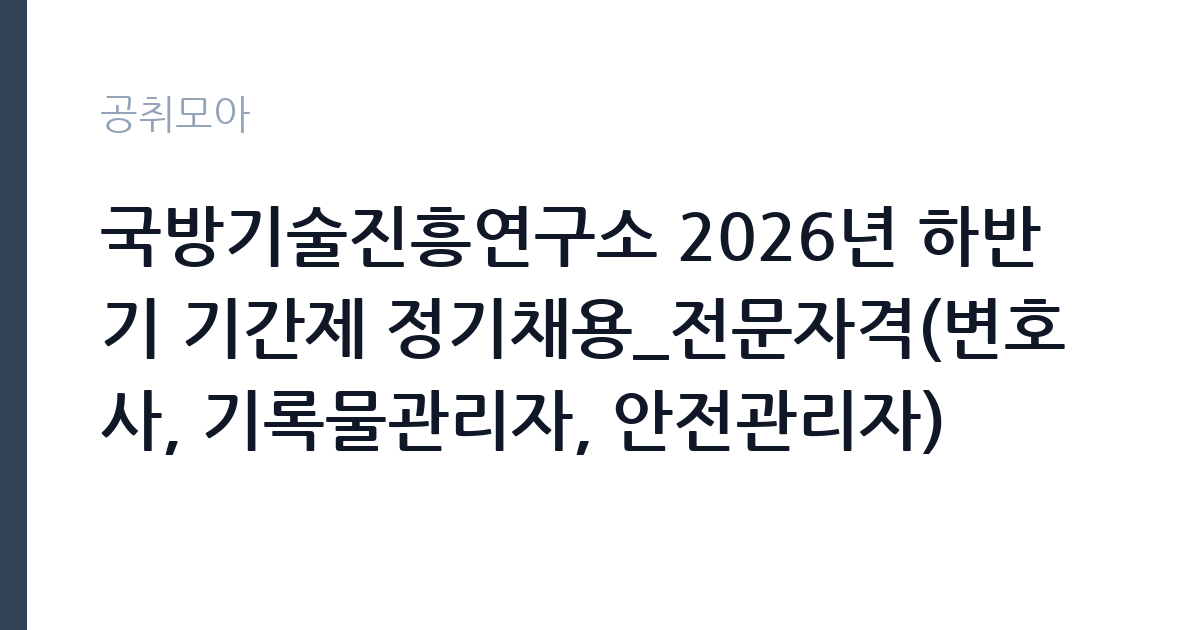 공취모아
국방기술진흥연구소 2026년 하반
기 기간제 정기채용_전문자격(변호
사, 기록물관리자, 안전관리자)